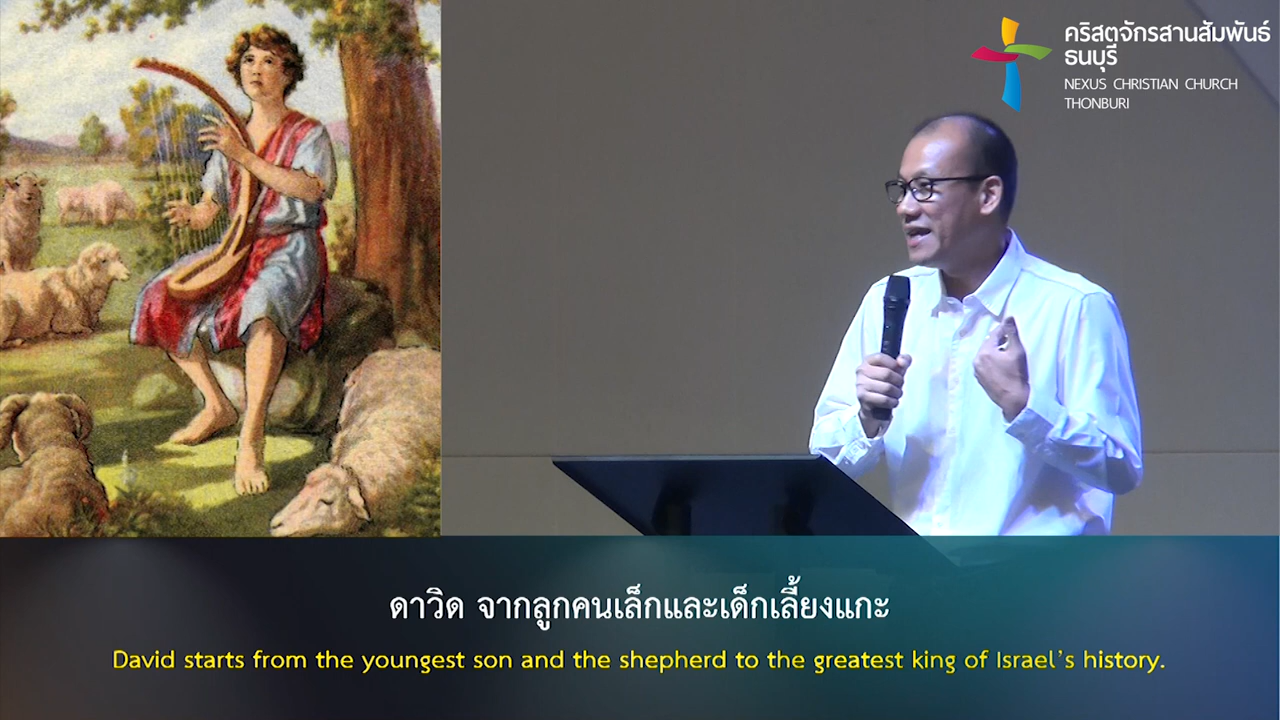 คริสตจักรสานสัมพันธ์
ธนบุรี
NEXUS CHRISTIAN CHURCH
THONBURI
ดาวิด จากลูกคนเล็กและเด็กเลี้ยงแกะ
David starts from the youngest son and the shepherd to the greatest king of Israel's history.